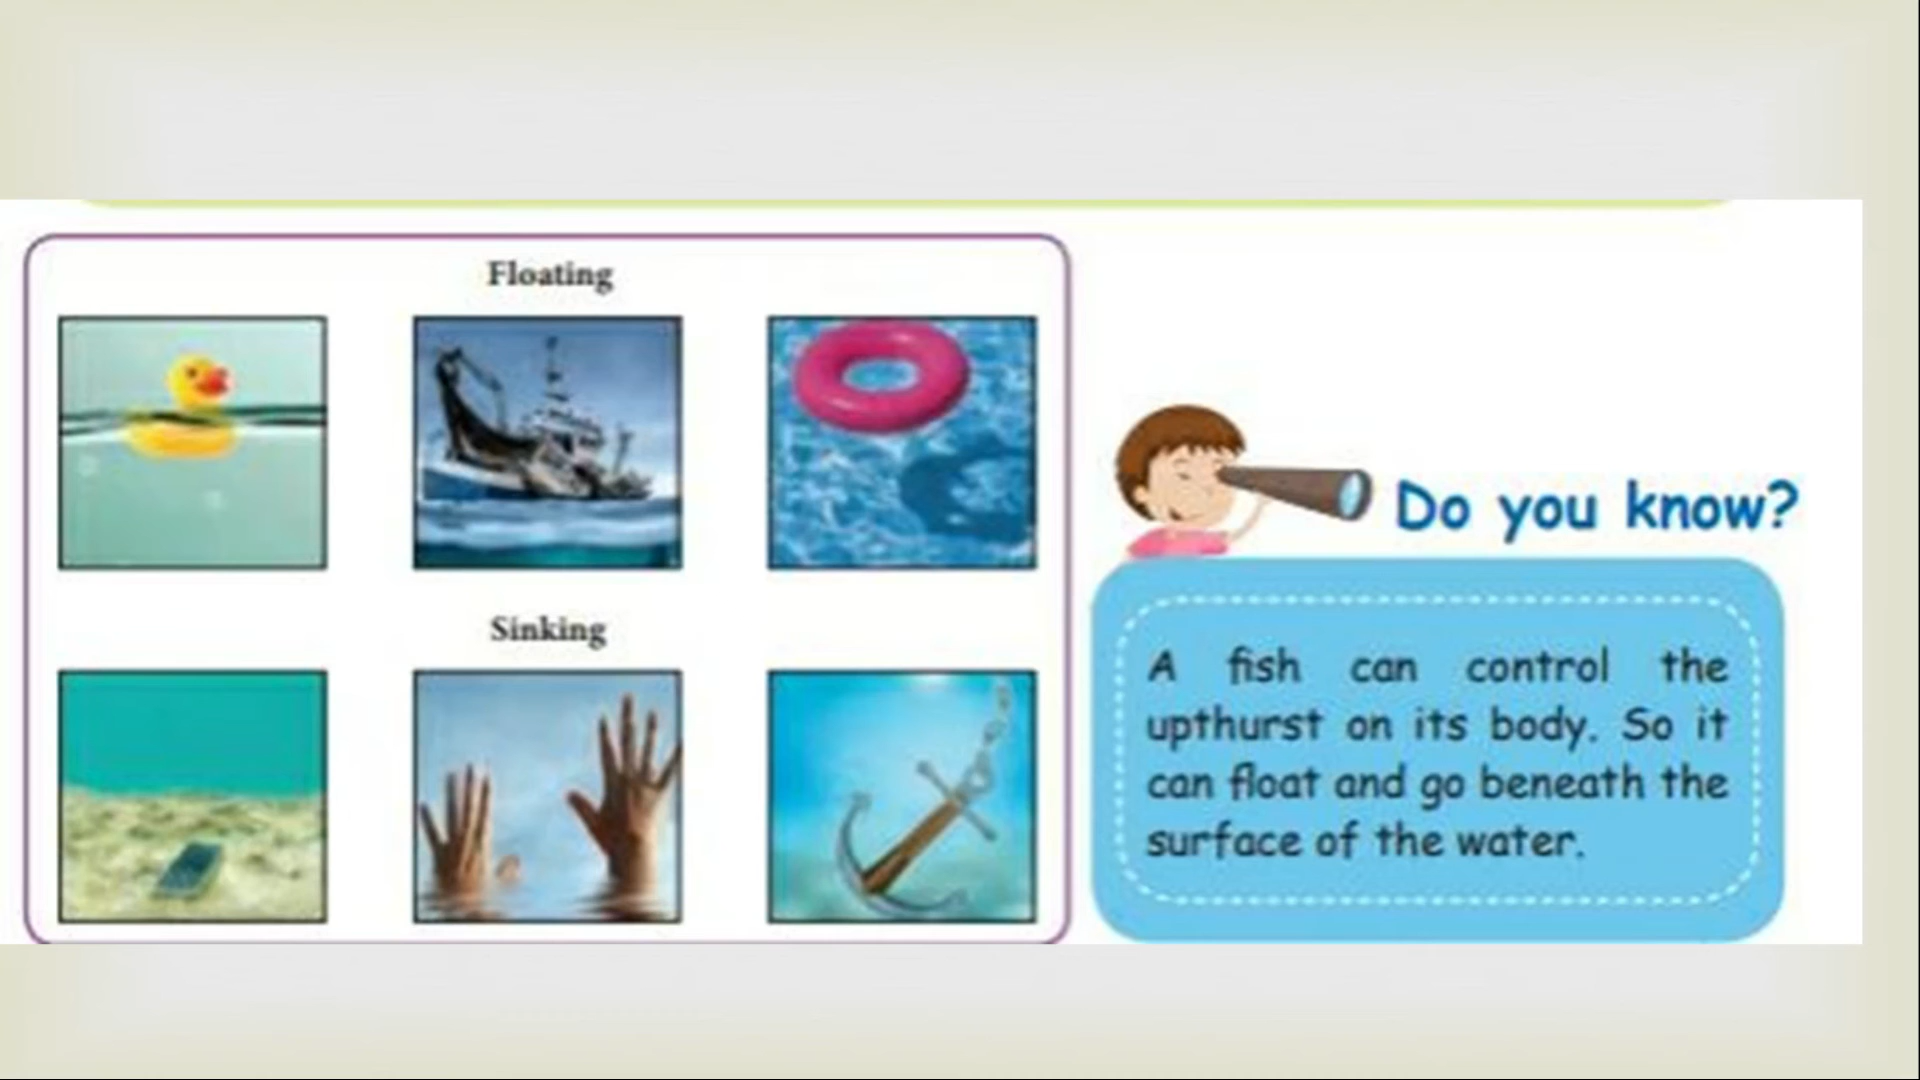 Floating
Sinking
Do you know?
A fish can control the
upthurst on its body. So it
can float and go beneath the
surface of the water.